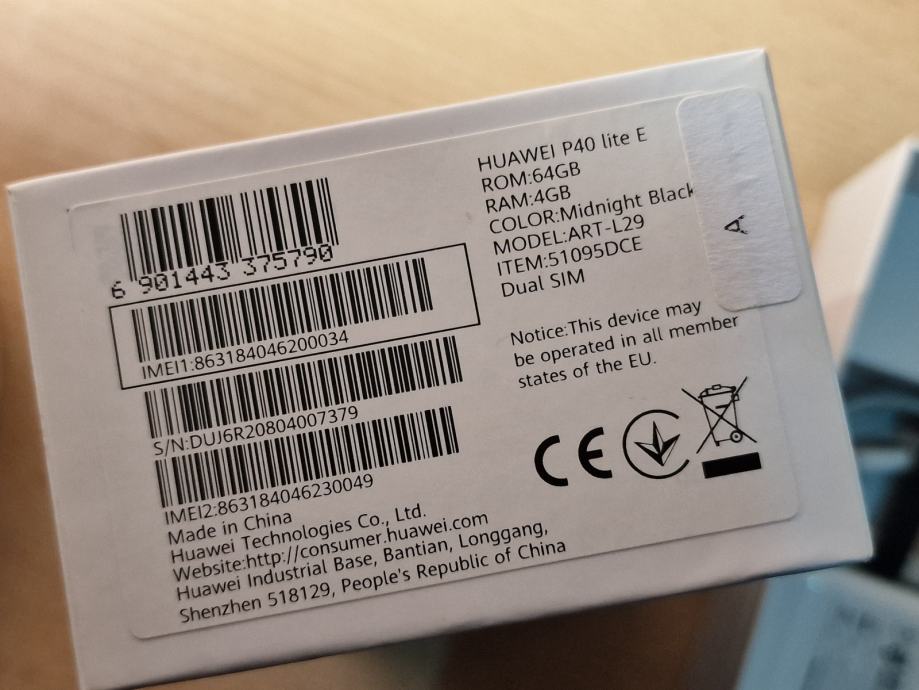 6 901443 375790
IMEI1:863184046200034
S/N:DUJ6R20804007379
IMEI2:863184046230049
Made in China
Huawei Technologies Co., Ltd.
Website:http://consumer.huawei.com
Huawei Industrial Base, Bantian, Longgang,
Shenzhen 518129, People's Republic of China
HUAWEI P40 lite E
ROM:64GB
RAM:4GB
COLOR:Midnight Black
MODEL:ART-L29
ITEM:51095DCE
Dual SIM
A
Notice:This device may
be operated in all member
states of the EU.
CE